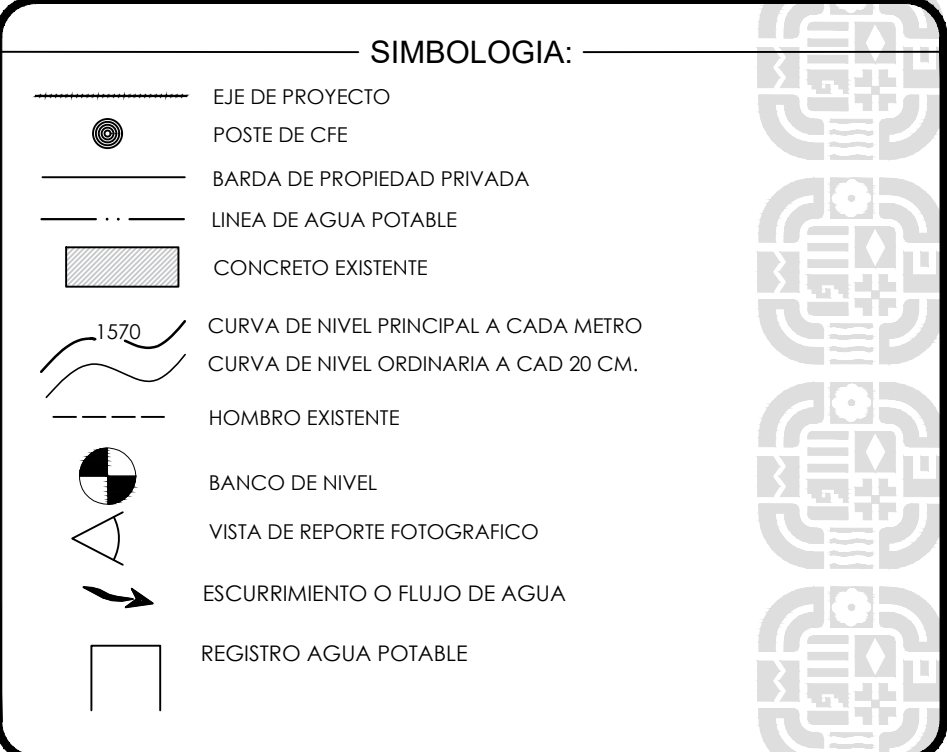 SIMBOLOGIA:
EJE DE PROYECTO
POSTE DE CFE
BARDA DE PROPIEDAD PRIVADA
LINEA DE AGUA POTABLE
CONCRETO EXISTENTE
1570
CURVA DE NIVEL PRINCIPAL A CADA METRO
CURVA DE NIVEL ORDINARIA A CAD 20 CM.
HOMBRO EXISTENTE
BANCO DE NIVEL
VISTA DE REPORTE FOTOGRAFICO
ESCURRIMIENTO O FLUJO DE AGUA
REGISTRO AGUA POTABLE